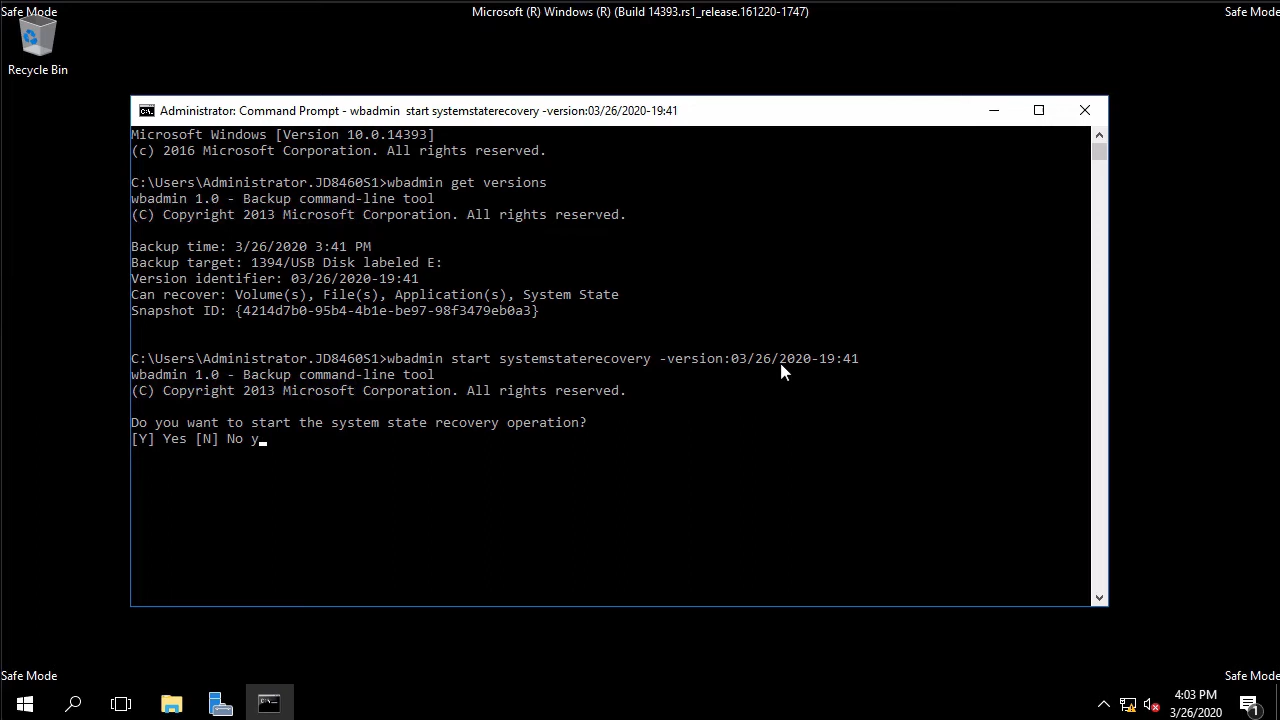 Safe Mode
Microsoft (R) Windows (R) (Build 14393.rs1_release.161220-1747)
Safe Mode
Recycle Bin
Administrator: Command Prompt - wbadmin  start systemstaterecovery -version:03/26/2020-19:41
Microsoft Windows [Version 10.0.14393]
(c) 2016 Microsoft Corporation. All rights reserved.
C:\Users\Administrator.JD8460S1>wbadmin get versions
wbadmin 1.0 - Backup command-line tool
(C) Copyright 2013 Microsoft Corporation. All rights reserved.
Backup time: 3/26/2020 3:41 PM
Backup target: 1394/USB Disk labeled E:
Version identifier: 03/26/2020-19:41
Can recover: Volume(s), File(s), Application(s), System State
Snapshot ID: {4214d7b0-95b4-4b1e-be97-98f3479eb0a3}
C:\Users\Administrator.JD8460S1>wbadmin start systemstaterecovery -version:03/26/2020-19:41
wbadmin 1.0 - Backup command-line tool
(C) Copyright 2013 Microsoft Corporation. All rights reserved.
Do you want to start the system state recovery operation?
[Y] Yes [N] No y
Safe Mode
Safe Mode
4:03 PM
3/26/2020
1